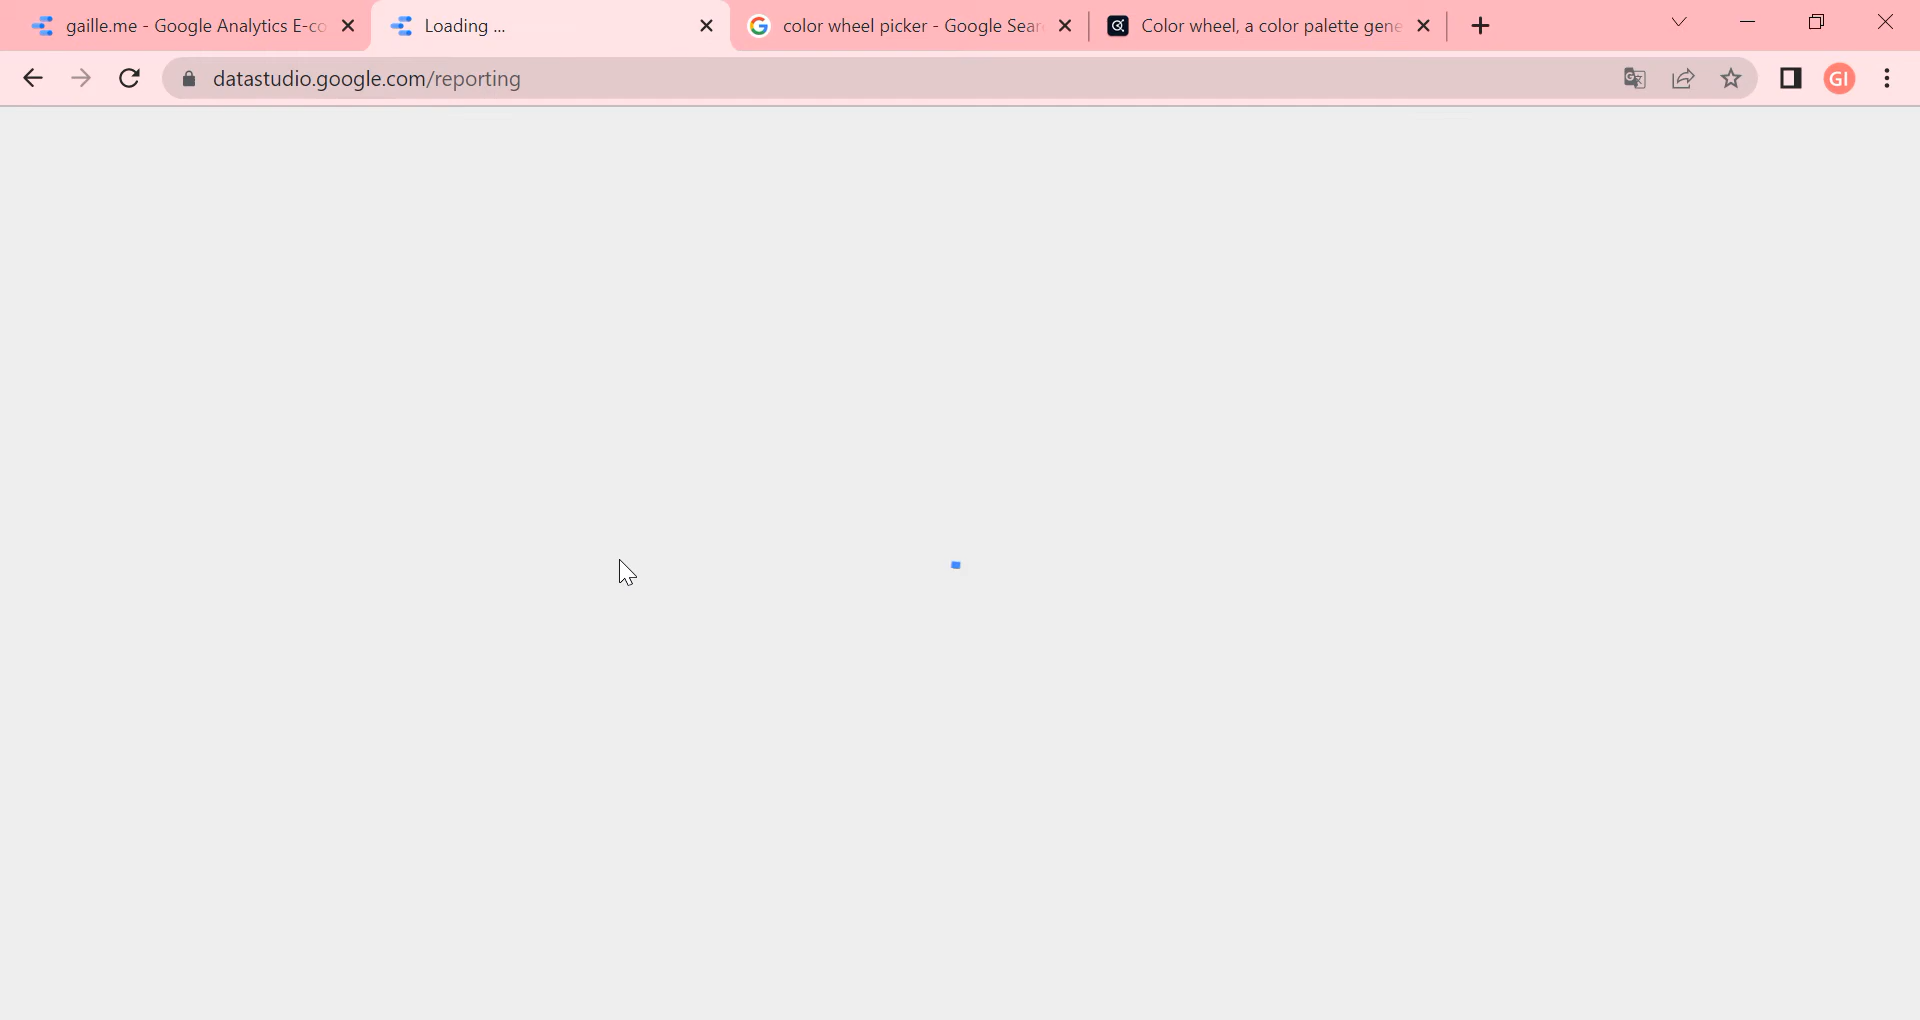 gaille.me - Google Analytics E-co
Loading ...
color wheel picker - Google Sear
Color wheel, a color palette gene
datastudio.google.com/reporting
GI